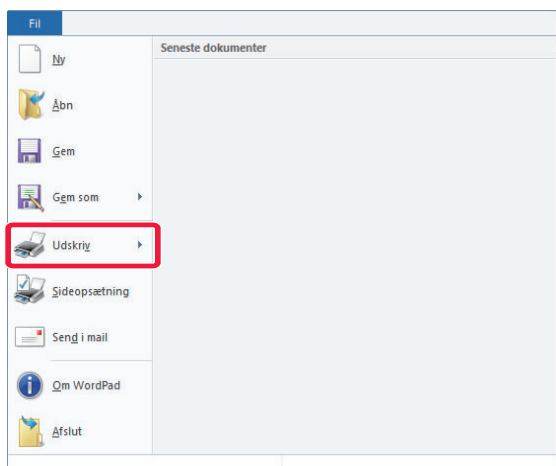 Fil
Seneste dokumenter
Ny
Åbn
Gem
Gem som
Udskriv
Sideopsætning
Send i mail
Om WordPad
Afslut